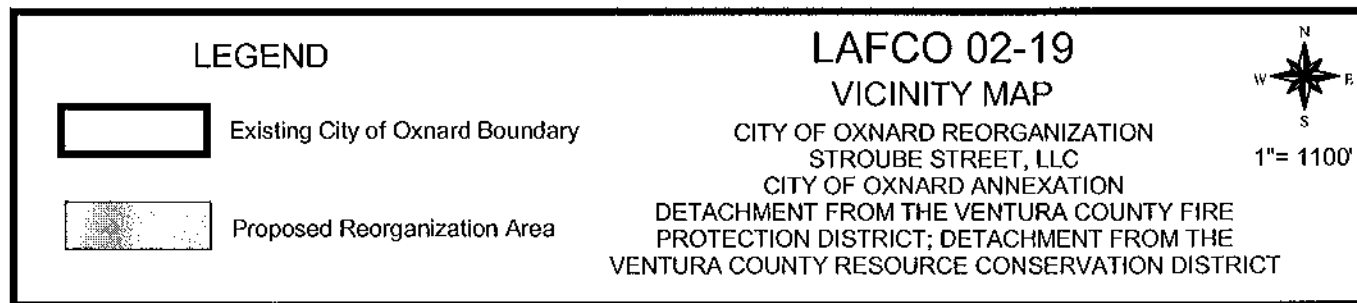 LEGEND
Existing City of Oxnard Boundary
Proposed Reorganization Area
LAFCO 02-19
VICINITY MAP
CITY OF OXNARD REORGANIZATION
STROUBE STREET, LLC
CITY OF OXNARD ANNEXATION
DETACHMENT FROM THE VENTURA COUNTY FIRE
PROTECTION DISTRICT; DETACHMENT FROM THE
VENTURA COUNTY RESOURCE CONSERVATION DISTRICT
N
W E
S
1"= 1100'